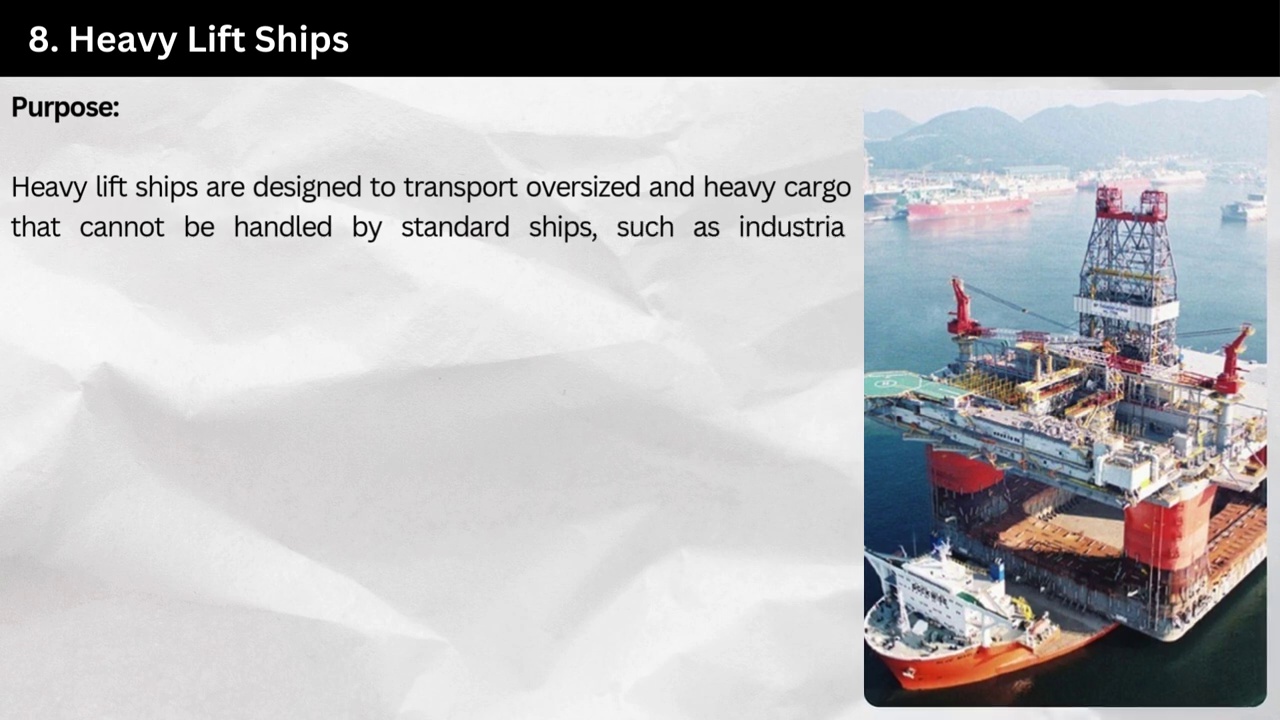 8. Heavy Lift Ships
Purpose:
Heavy lift ships are designed to transport oversized and heavy cargo
that cannot be handled by standard ships, such as industria